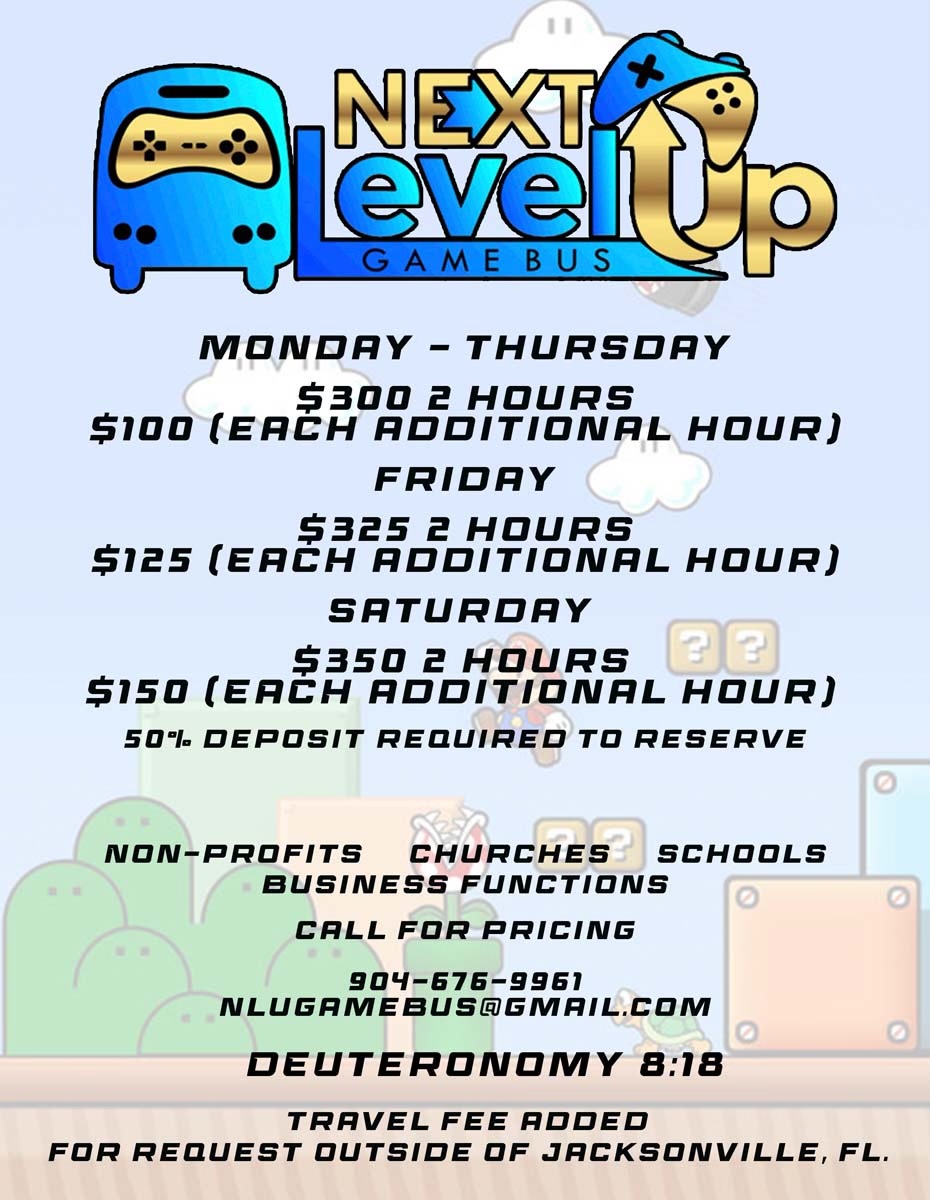 NEXT
Level Up
GAME BUS
MONDAY - THURSDAY
$300 2 HOURS
$100 (EACH ADDITIONAL HOUR)
FRIDAY
$325 2 HOURS
$125 (EACH ADDITIONAL HOUR)
SATURDAY
$350 2 HOURS
$150 (EACH ADDITIONAL HOUR)
50% DEPOSIT REQUIRED TO RESERVE
? ?
? ?
NON-PROFITS CHURCHES SCHOOLS
BUSINESS FUNCTIONS
CALL FOR PRICING
904-676-9961
NLUGAMEBUS@GMAIL.COM
DEUTERONOMY 8:18
TRAVEL FEE ADDED
FOR REQUEST OUTSIDE OF JACKSONVILLE, FL.